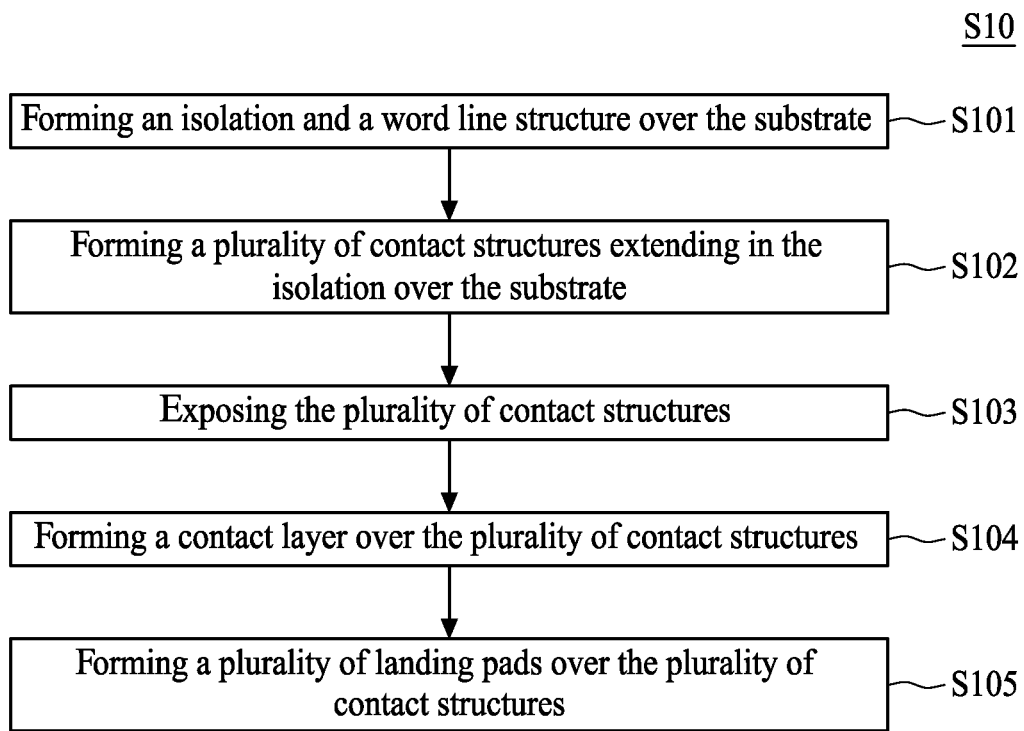 S10
Forming an isolation and a word line structure over the substrate
S101
Forming a plurality of contact structures extending in the
isolation over the substrate
S102
Exposing the plurality of contact structures
S103
Forming a contact layer over the plurality of contact structures
S104
Forming a plurality of landing pads over the plurality of
contact structures
S105